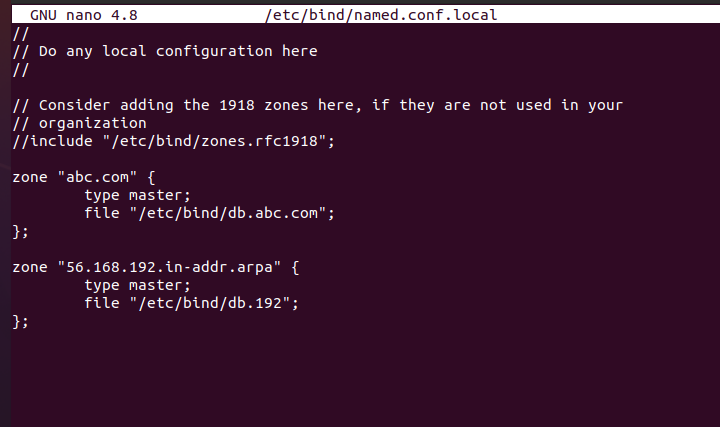 GNU nano 4.8 /etc/bind/named.conf.local
//
// Do any local configuration here
//
// Consider adding the 1918 zones here, if they are not used in your
// organization
//include "/etc/bind/zones.rfc1918";
zone "abc.com" {
type master;
file "/etc/bind/db.abc.com";
};
zone "56.168.192.in-addr.arpa" {
type master;
file "/etc/bind/db.192";
};